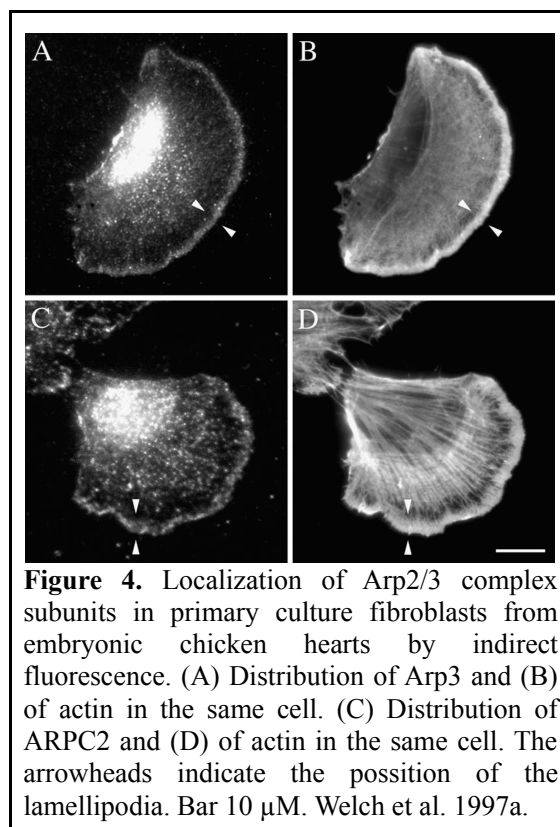 A
B
C
D
Figure 4. Localization of Arp2/3 complex
subunits in primary culture fibroblasts from
embryonic chicken hearts by indirect
fluorescence. (A) Distribution of Arp3 and (B)
of actin in the same cell. (C) Distribution of
ARPC2 and (D) of actin in the same cell. The
arrowheads indicate the possition of the
lamellipodia. Bar 10 µM. Welch et al. 1997a.